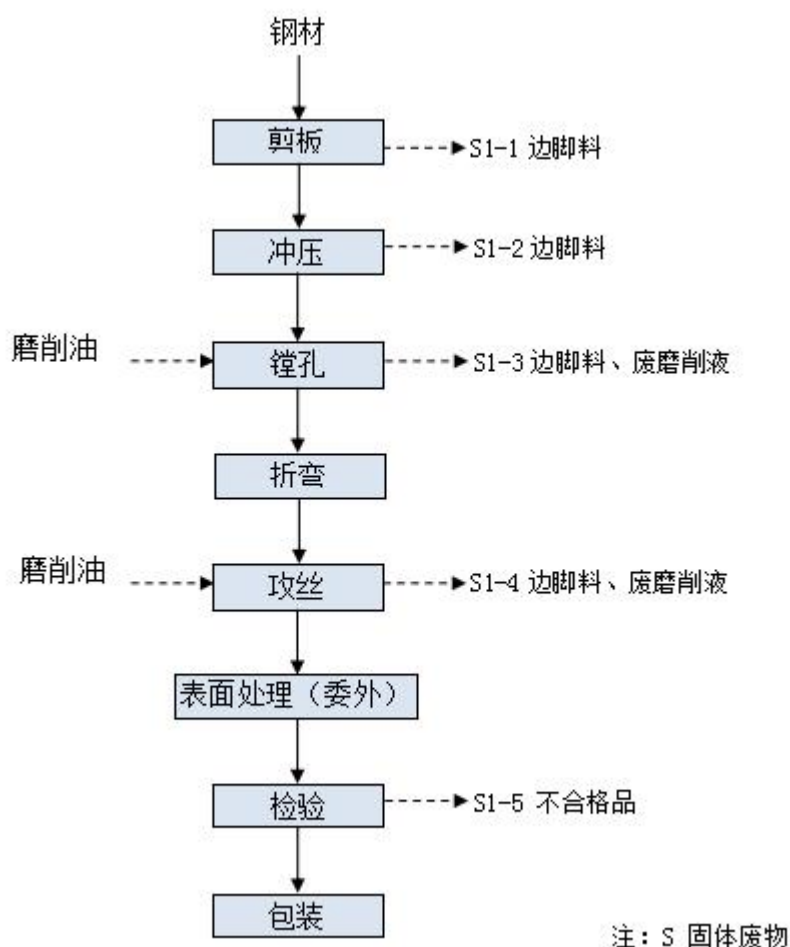 钢材
剪板
S1-1 边脚料
冲压
S1-2 边脚料
磨削油
镗孔
S1-3 边脚料、废磨削液
折弯
磨削油
攻丝
S1-4 边脚料、废磨削液
表面处理（委外）
检验
S1-5 不合格品
包装
注：S 固体废物